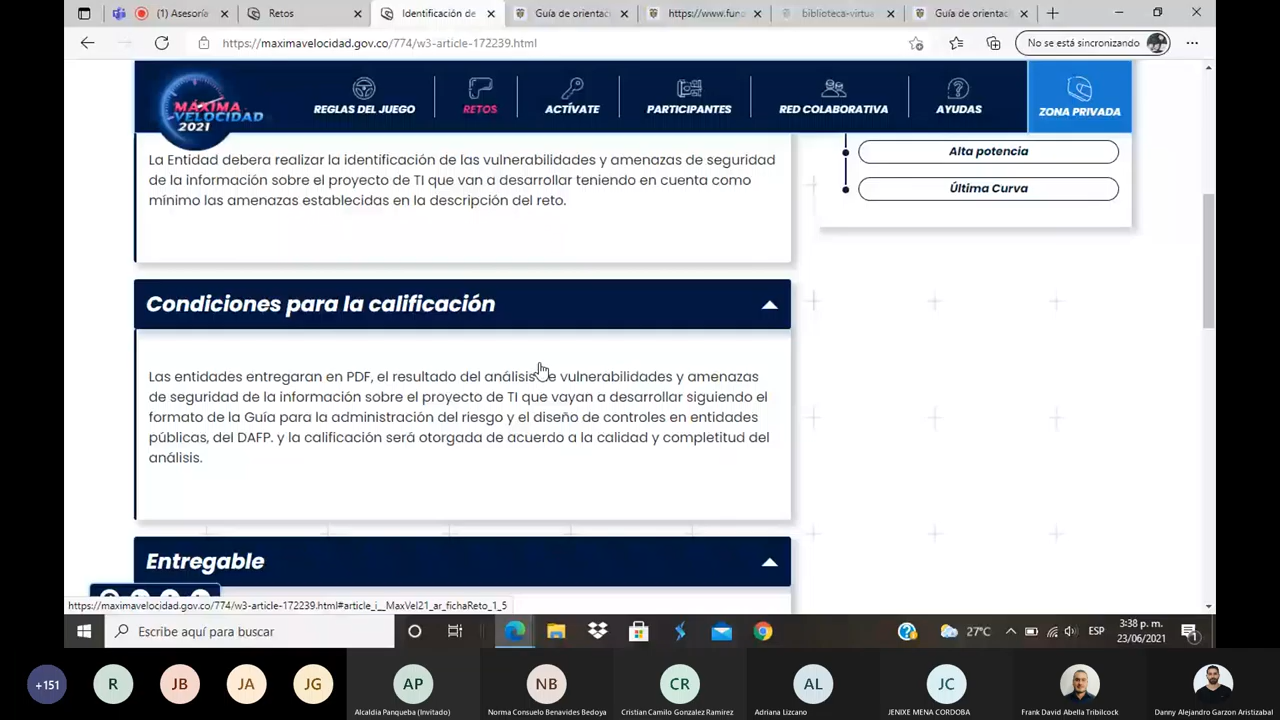 (1) Asesoría
Retos
Identificación de
Guía de orientac
https://www.func
biblioteca-virtua
Guía de orientac
https://maximavelocidad.gov.co/774/w3-article-172239.html
No se está sincronizando
MÁXIMA
VELOCIDAD
2021
REGLAS DEL JUEGO
RETOS
ACTÍVATE
PARTICIPANTES
RED COLABORATIVA
AYUDAS
ZONA PRIVADA
La Entidad debera realizar la identificación de las vulnerabilidades y amenazas de seguridad
de la información sobre el proyecto de TI que van a desarrollar teniendo en cuenta como
mínimo las amenazas establecidas en la descripción del reto.
Alta potencia
Última Curva
Condiciones para la calificación
Las entidades entregaran en PDF, el resultado del análisis de vulnerabilidades y amenazas
de seguridad de la información sobre el proyecto de TI que vayan a desarrollar siguiendo el
formato de la Guía para la administración del riesgo y el diseño de controles en entidades
públicas, del DAFP. y la calificación será otorgada de acuerdo a la calidad y completitud del
análisis.
Entregable
https://maximavelocidad.gov.co/774/w3-article-172239.html#article_i__MaxVel21_ar_fichaReto_1_5
Escribe aquí para buscar
27°C
ESP
3:38 p. m.
23/06/2021
1
+151
R
JB
JA
JG
AP
NB
CR
AL
JC
Alcaldia Panqueba (Invitado)
Norma Consuelo Benavides Bedoya
Cristian Camilo Gonzalez Ramirez
Adriana Lizcano
JENIXE MENA CORDOBA
Frank David Abella Tribilcock
Danny Alejandro Garzon Aristizabal